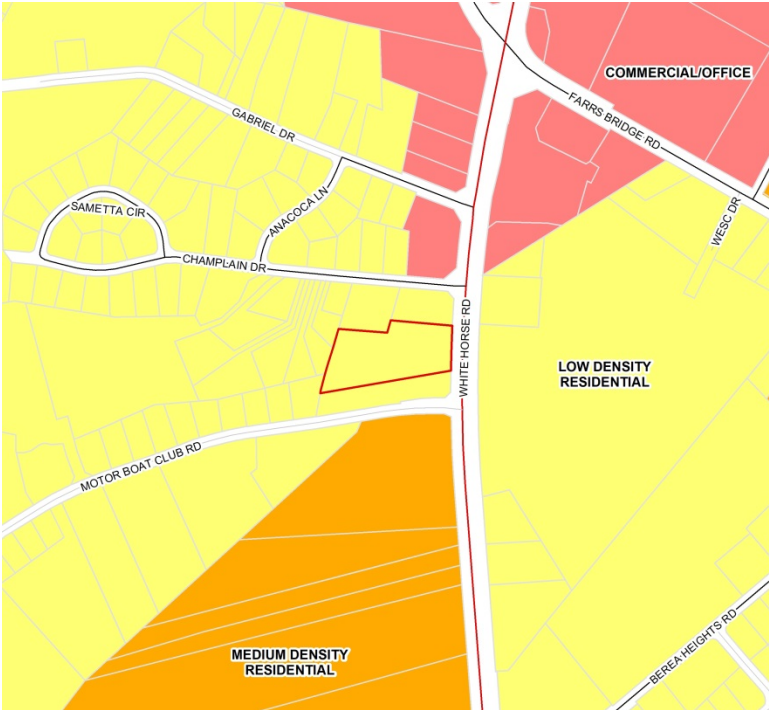 COMMERCIAL/OFFICE
FARRS BRIDGE RD
GABRIEL DR
ANACOCA LN
SAMETTA CIR
WESC DR
CHAMPLAIN DR
WHITE HORSE RD
LOW DENSITY
RESIDENTIAL
MOTOR BOAT CLUB RD
BEREA HEIGHTS RD
MEDIUM DENSITY
RESIDENTIAL